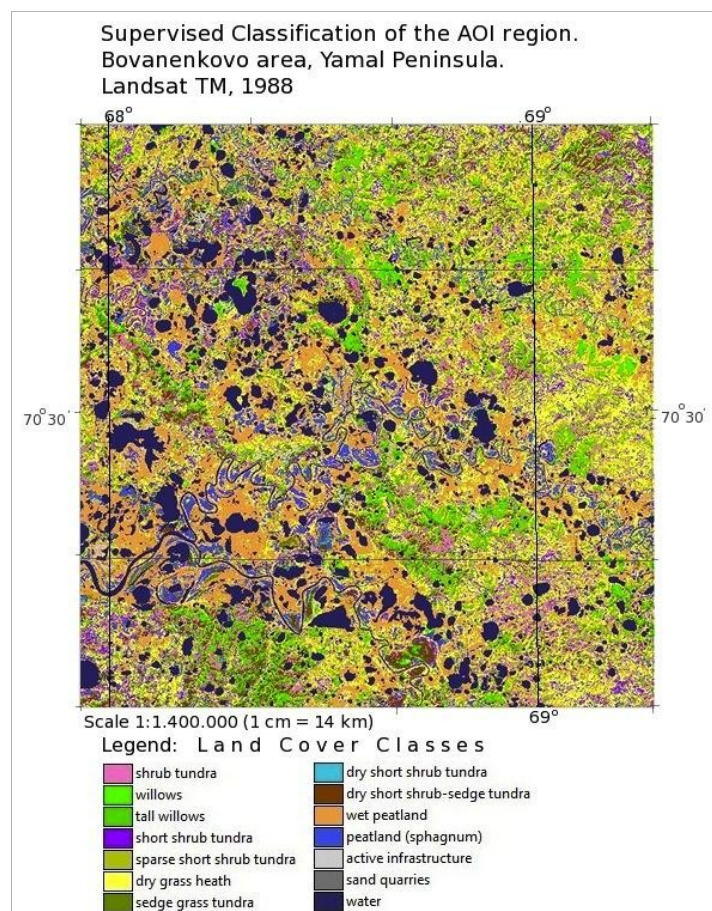 Supervised Classification of the AOI region.
Bovanenkovo area, Yamal Peninsula.
Landsat TM, 1988
68° 69°
70°30' 70°30'
69°
Scale 1:1.400.000 (1 cm = 14 km)
Legend: Land Cover Classes
shrub tundra
willows
tall willows
short shrub tundra
sparse short shrub tundra
dry grass heath
sedge grass tundra
dry short shrub tundra
dry short shrub-sedge tundra
wet peatland
peatland (sphagnum)
active infrastructure
sand quarries
water